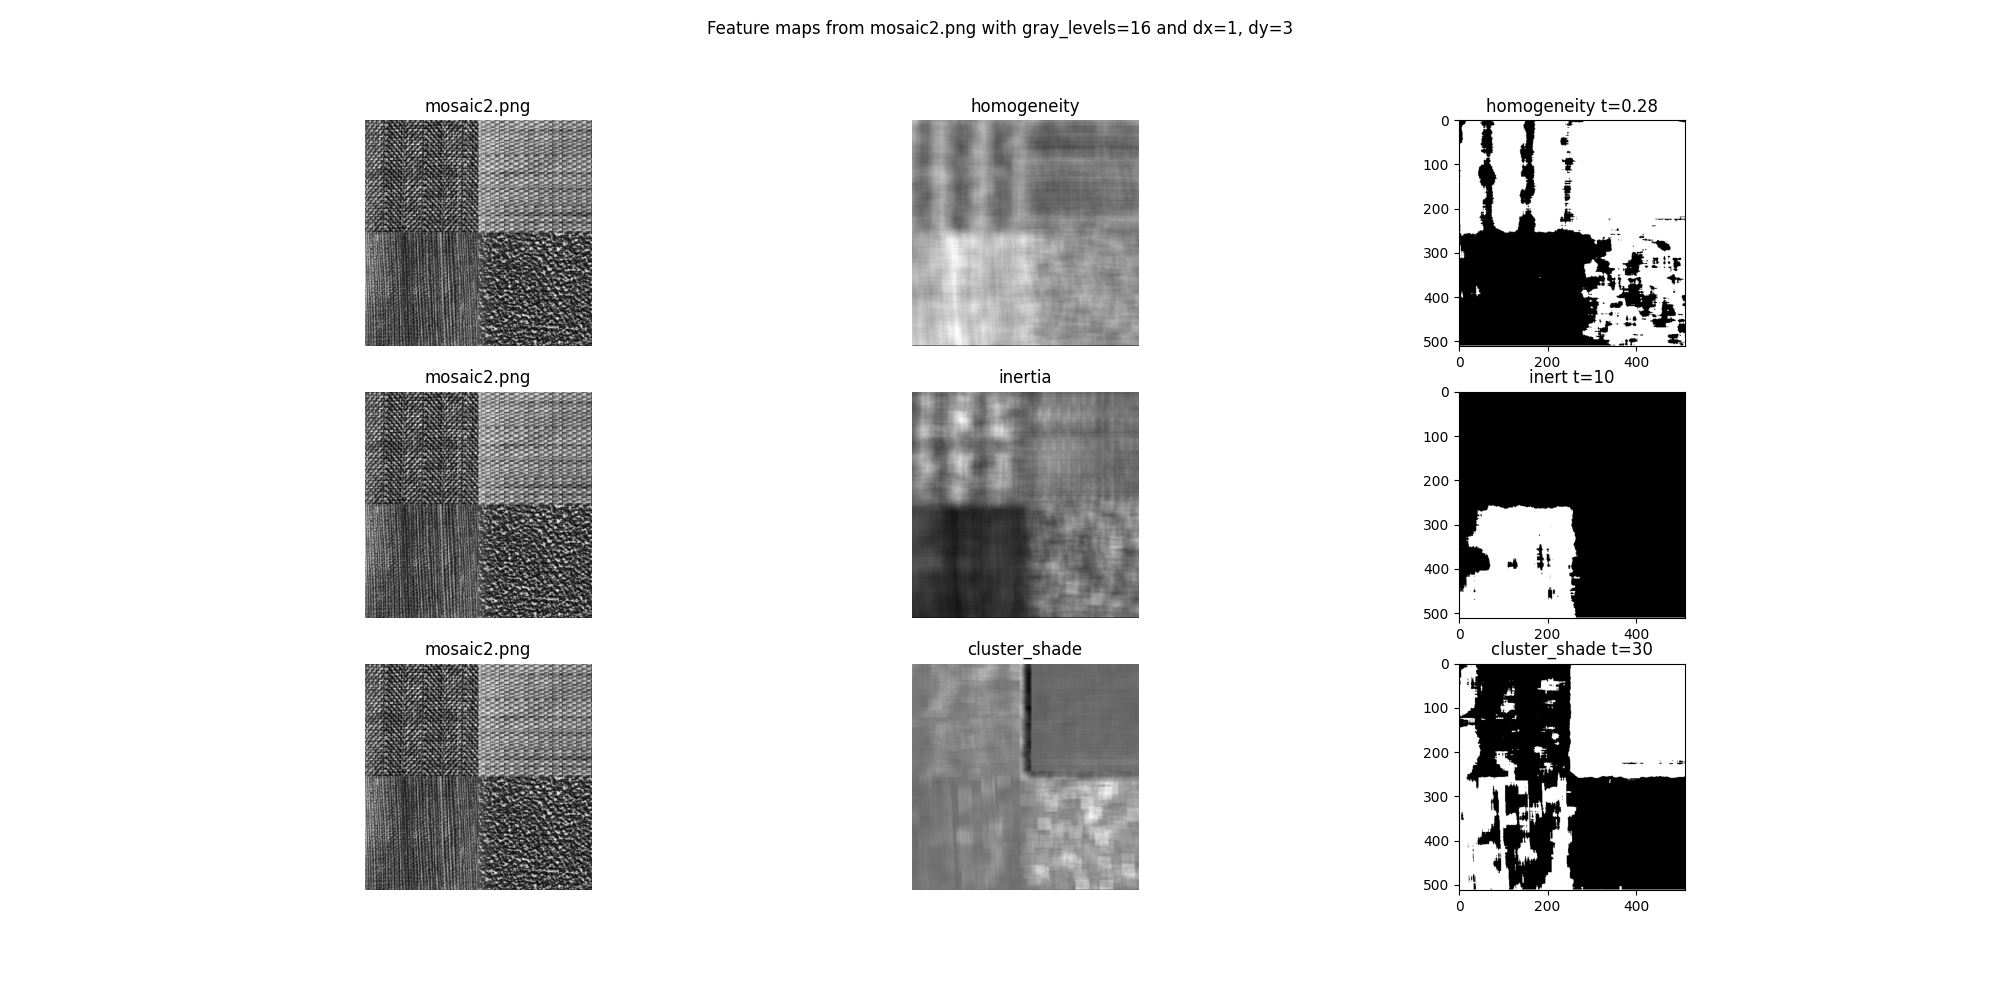 Feature maps from mosaic2.png with gray_levels=16 and dx=1, dy=3
mosaic2.png
homogeneity
homogeneity t=0.28
0
100
200
300
400
500
0 200 400
mosaic2.png
inertia
inert t=10
0
100
200
300
400
500
0 200 400
mosaic2.png
cluster_shade
cluster_shade t=30
0
100
200
300
400
500
0 200 400